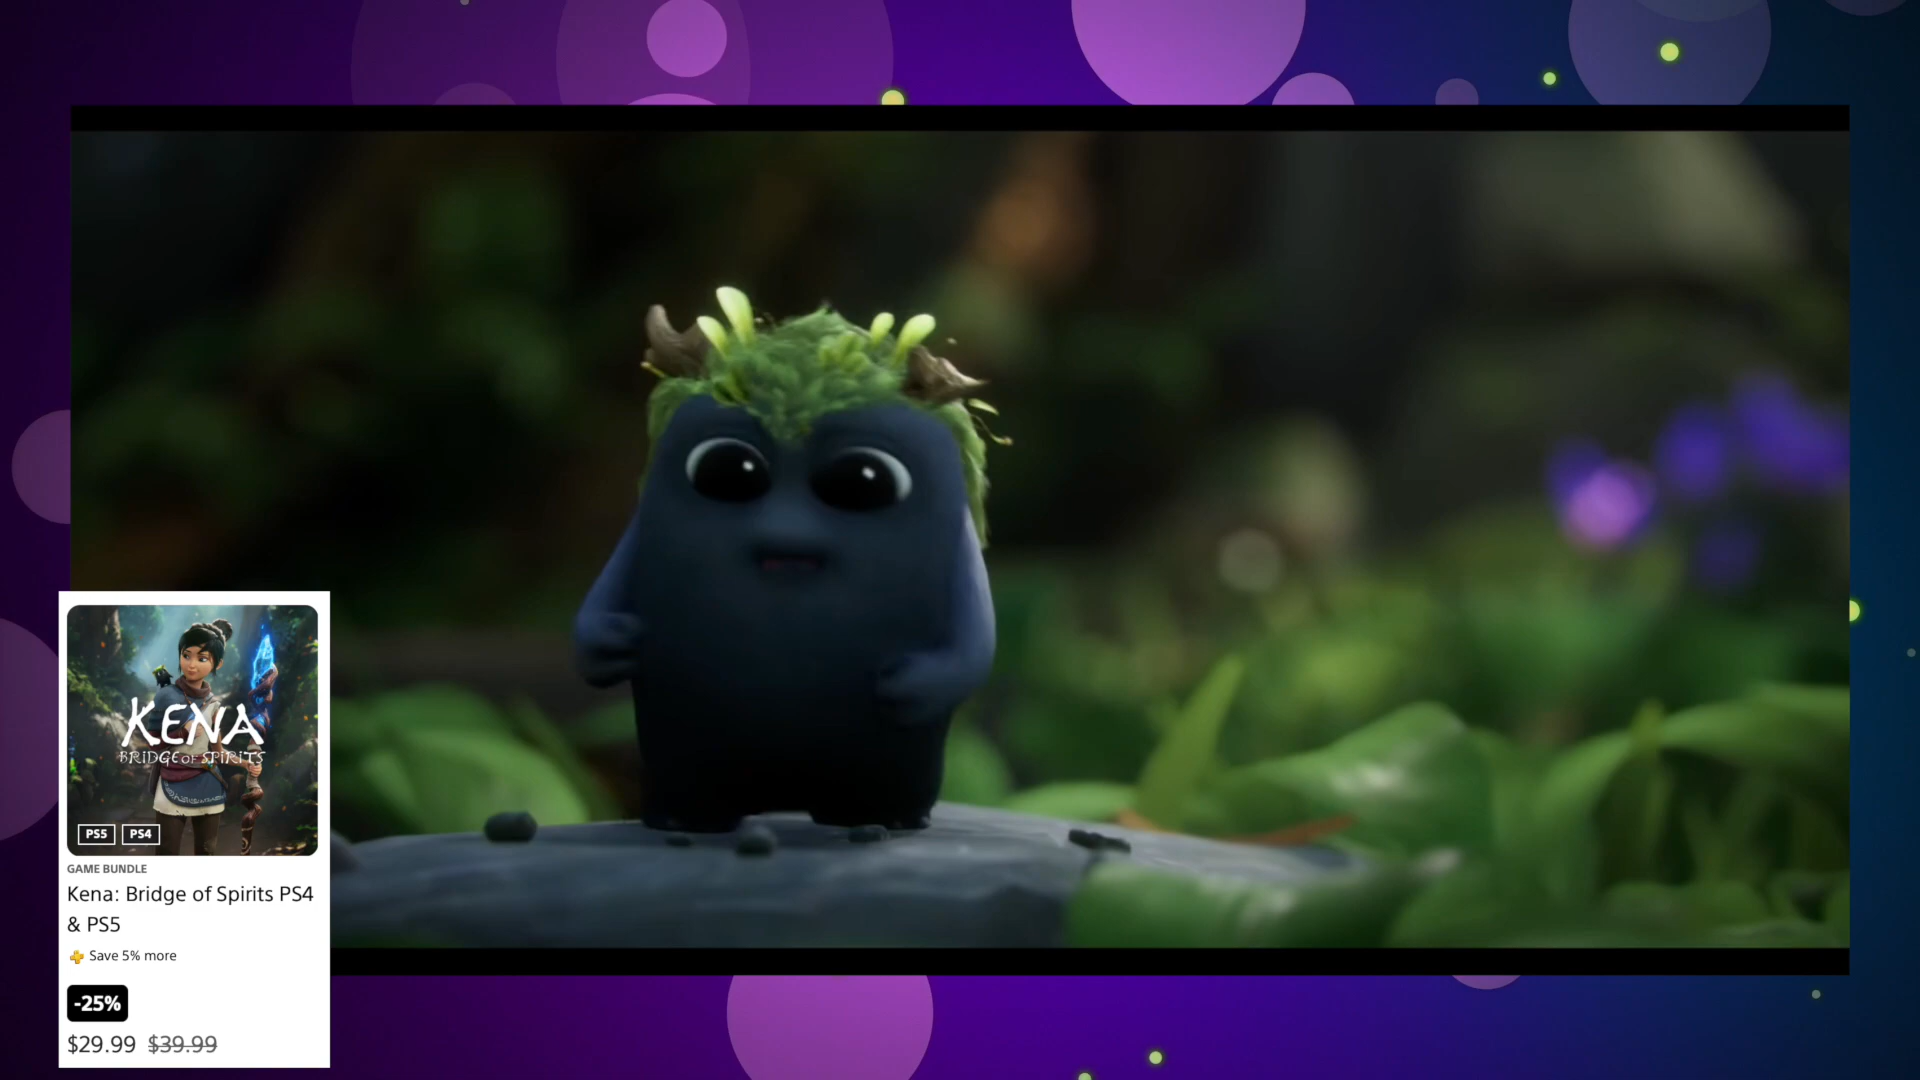 KENA
BRIDGE OF SPIRITS
PS5 PS4
GAME BUNDLE
Kena: Bridge of Spirits PS4
& PS5
Save 5% more
-25%
$29.99 $39.99